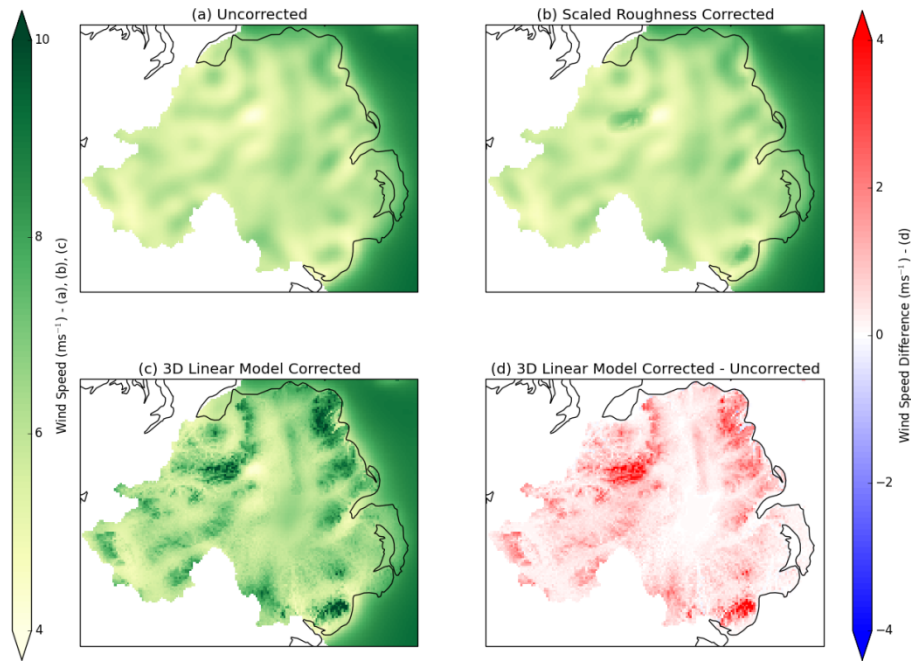 (a) Uncorrected
(b) Scaled Roughness Corrected
10
8
6
4
Wind Speed (ms⁻¹) - (a), (b), (c)
4
2
0
−2
−4
Wind Speed Difference (ms⁻¹) - (d)
(c) 3D Linear Model Corrected
(d) 3D Linear Model Corrected - Uncorrected